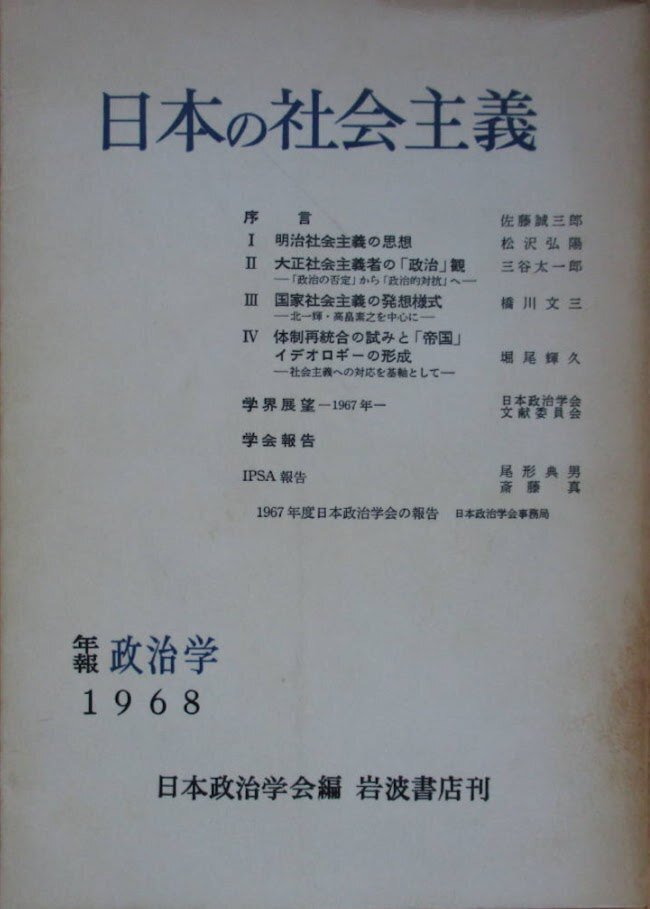 日本の社会主義
序　言　佐藤誠三郎
I　明治社会主義の思想　松沢弘陽
II　大正社会主義者の「政治」観　三谷太一郎
―「政治の否定」から「政治的対抗」へ―
III　国家社会主義の発想様式　橋川文三
―北一輝・高畠素之を中心に―
IV　体制再統合の試みと「帝国」
イデオロギーの形成　堀尾輝久
―社会主義への対応を基軸として―
学界展望―1967年―　日本政治学会
文献委員会
学会報告
IPSA報告　尾形典男
斎藤　真
1967年度日本政治学会の報告　日本政治学会事務局
年報 政治学
1968
日本政治学会編 岩波書店刊